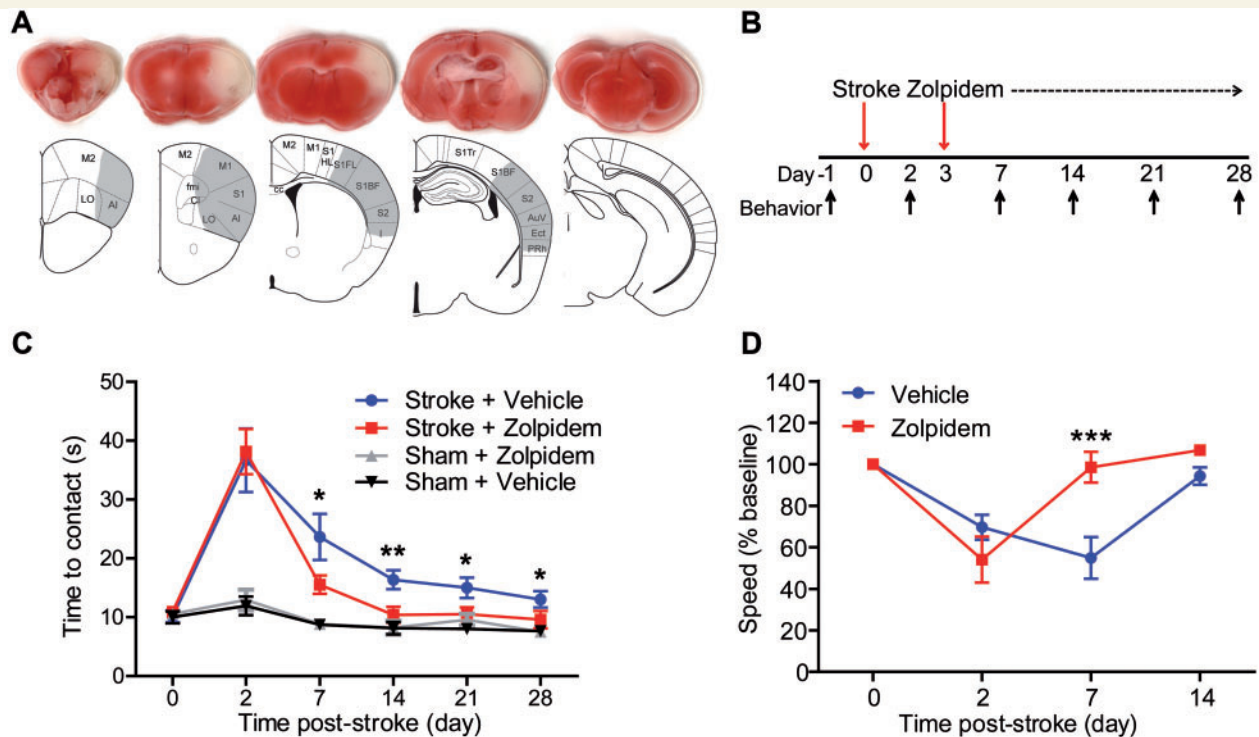 A
M2
LO
AI
M2
M1
fmi
S1
LO
AI
M2
M1
S1
HL
S1FL
S1BF
cc
S2
I
S1Tr
S1BF
S2
AuV
Ect
PRh
B
Stroke Zolpidem
Day -1 0 2 3 7 14 21 28
Behavior
C
50
40
30
20
10
0
Time to contact (s)
Stroke + Vehicle
Stroke + Zolpidem
Sham + Zolpidem
Sham + Vehicle
*
**
*
*
0 2 7 14 21 28
Time post-stroke (day)
D
140
120
100
80
60
40
20
0
Speed (% baseline)
Vehicle
Zolpidem
***
0 2 7 14
Time post-stroke (day)